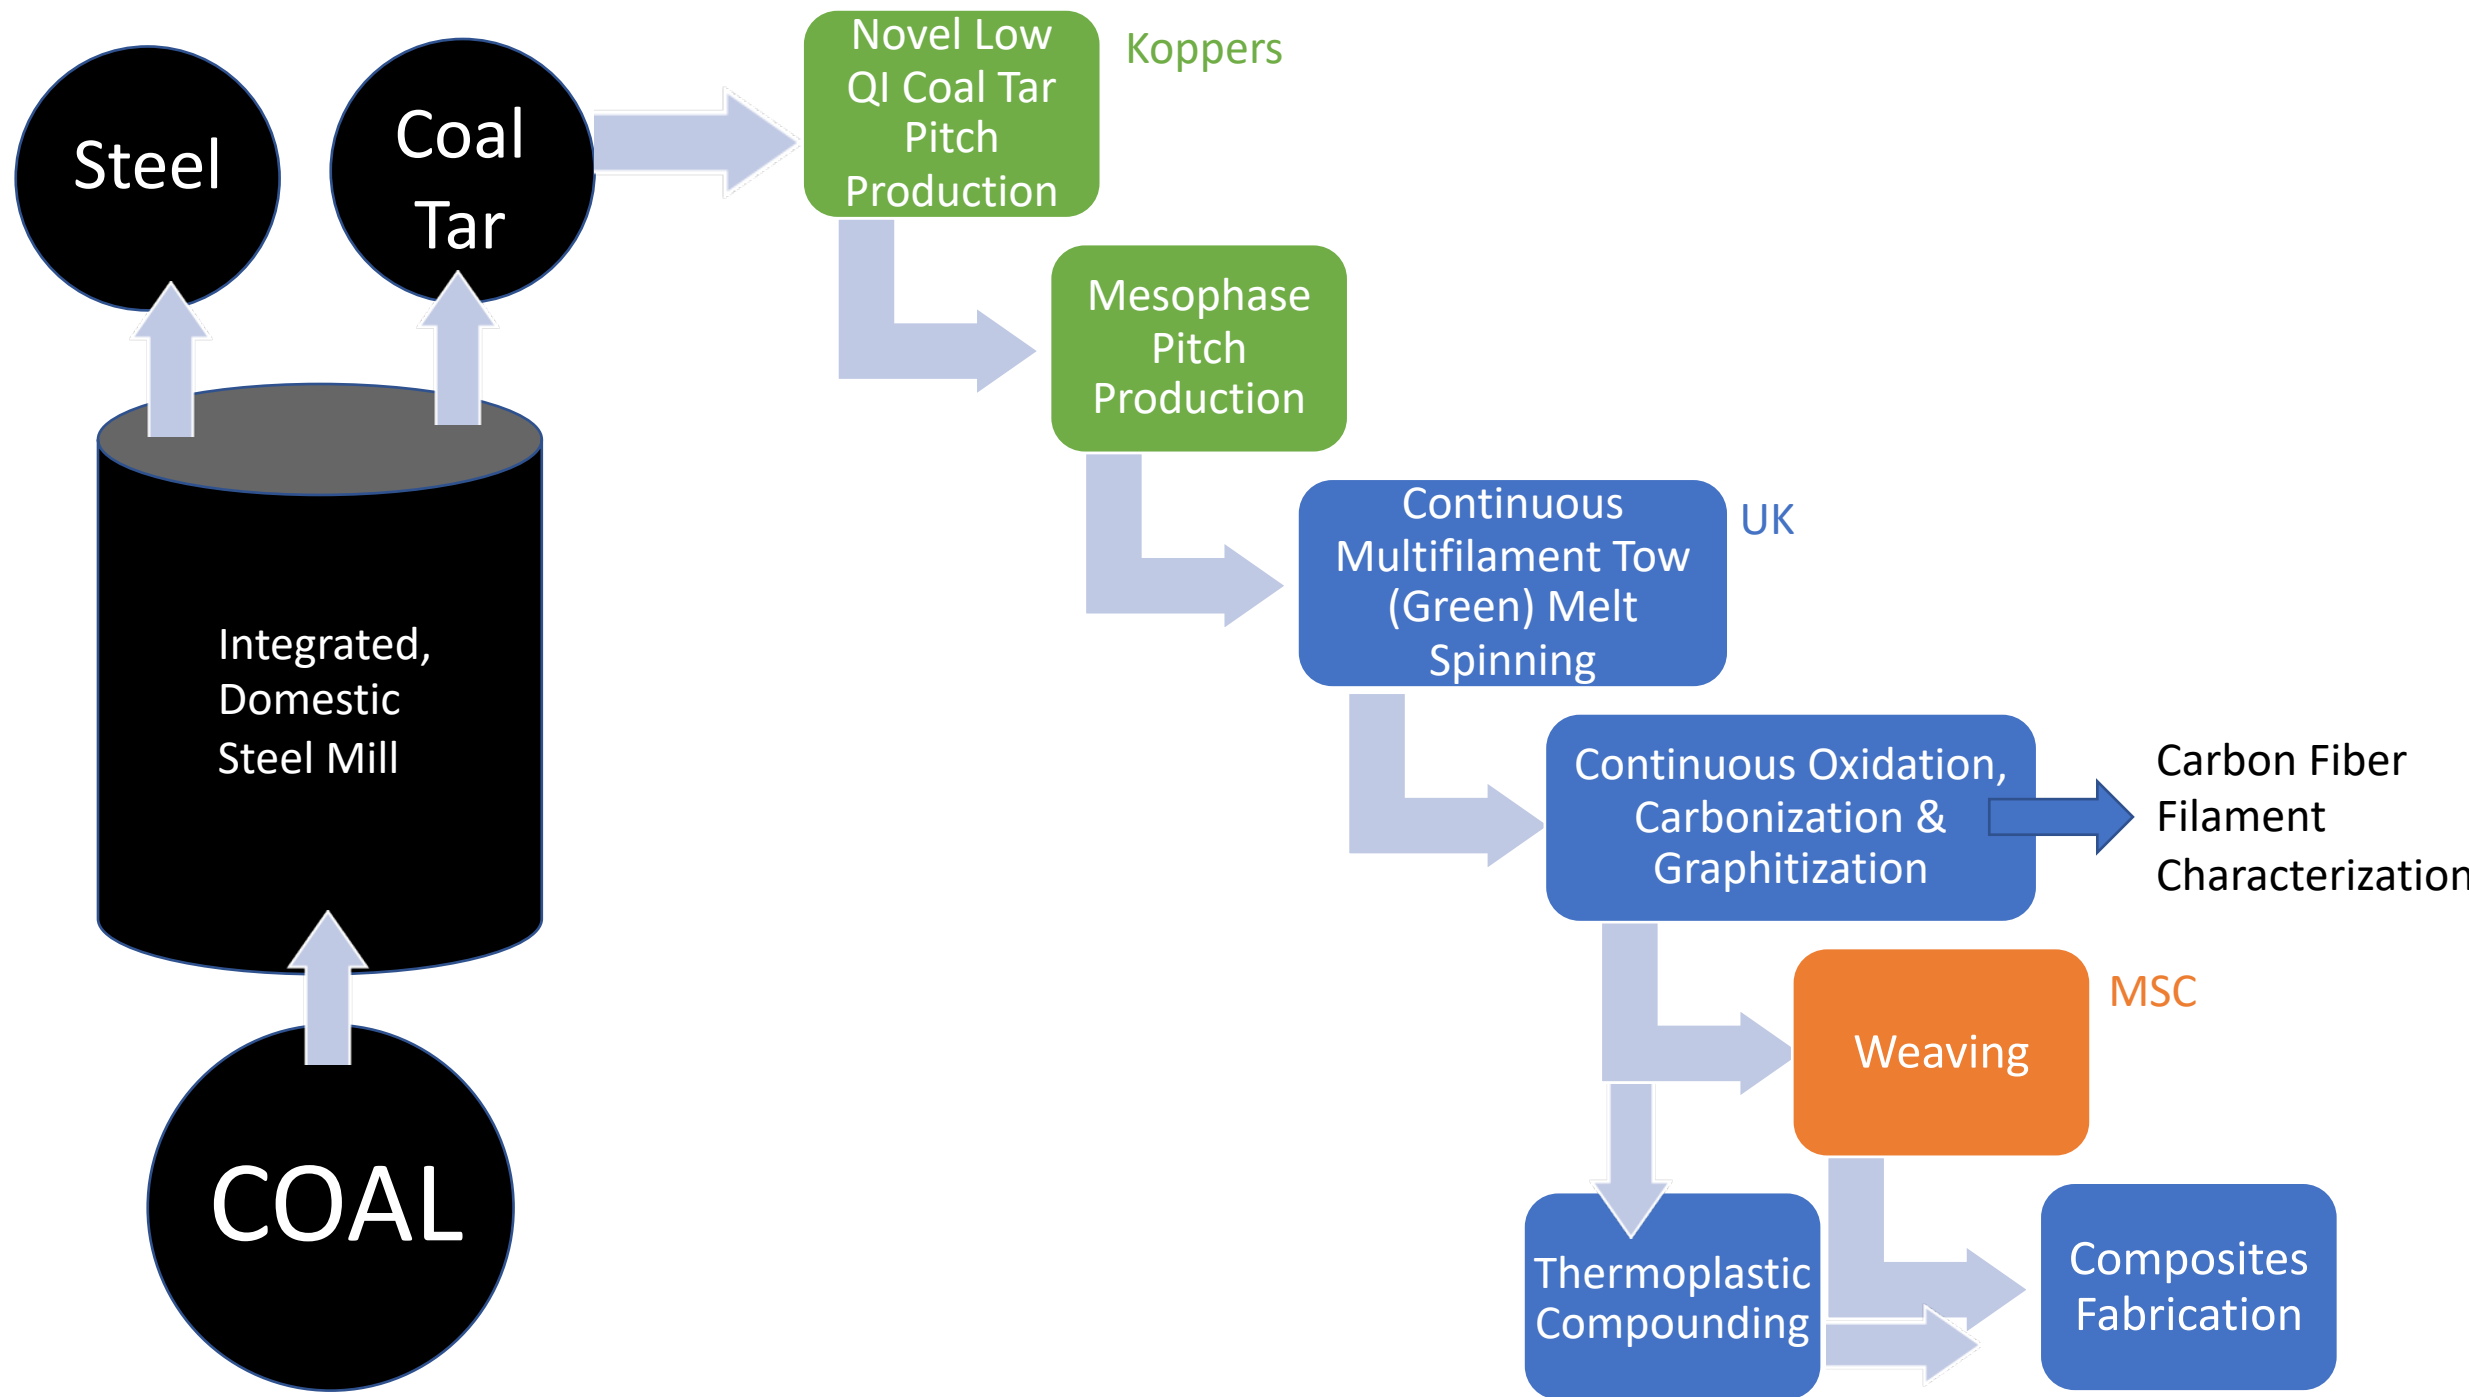 Steel
Coal
Tar
Novel Low
QI Coal Tar
Pitch
Production
Koppers
Mesophase
Pitch
Production
Continuous
Multifilament Tow
(Green) Melt
Spinning
UK
Integrated,
Domestic
Steel Mill
Continuous Oxidation,
Carbonization &
Graphitization
Carbon Fiber
Filament
Characterization
Weaving
MSC
COAL
Thermoplastic
Compounding
Composites
Fabrication